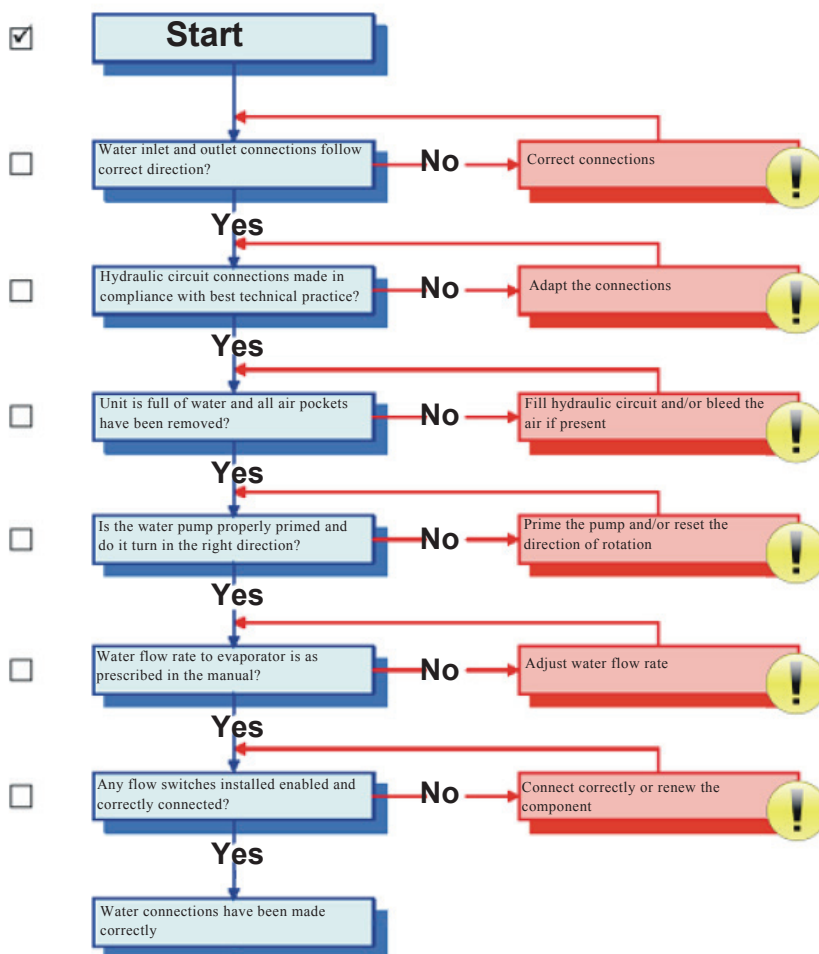 Start
Water inlet and outlet connections follow
correct direction?
No
Correct connections
Yes
Hydraulic circuit connections made in
compliance with best technical practice?
No
Adapt the connections
Yes
Unit is full of water and all air pockets
have been removed?
No
Fill hydraulic circuit and/or bleed the
air if present
Yes
Is the water pump properly primed and
do it turn in the right direction?
No
Prime the pump and/or reset the
direction of rotation
Yes
Water flow rate to evaporator is as
prescribed in the manual?
No
Adjust water flow rate
Yes
Any flow switches installed enabled and
correctly connected?
No
Connect correctly or renew the
component
Yes
Water connections have been made
correctly